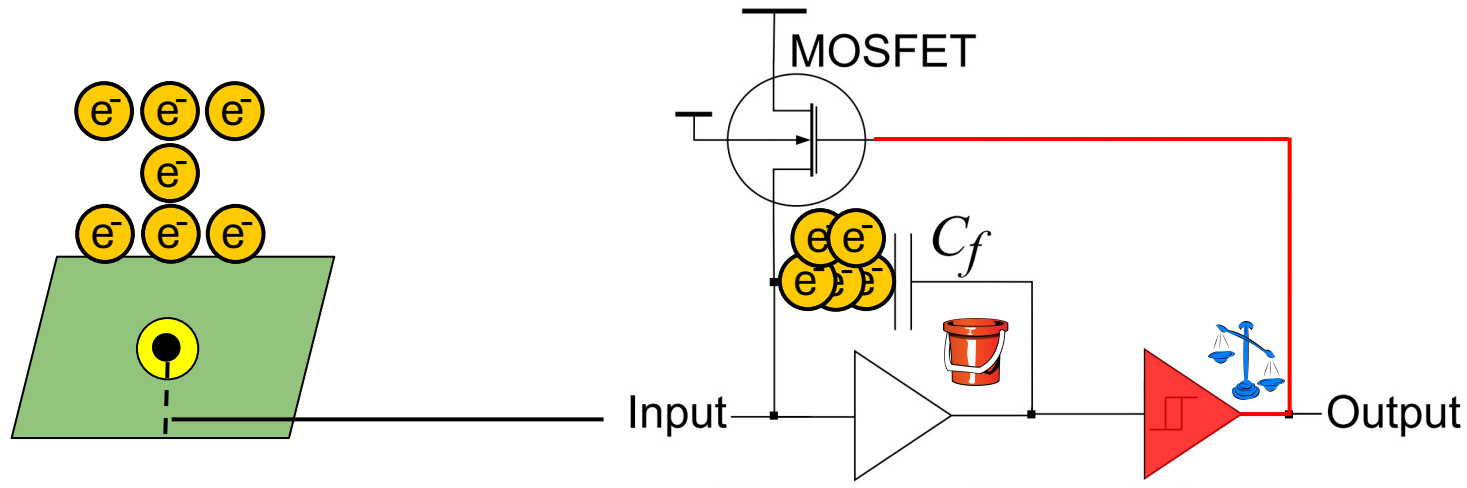 MOSFET
e⁻ e⁻ e⁻
e⁻
e⁻ e⁻ e⁻
e⁻ e⁻
e⁻ e⁻ e⁻
C_f
Input
Output